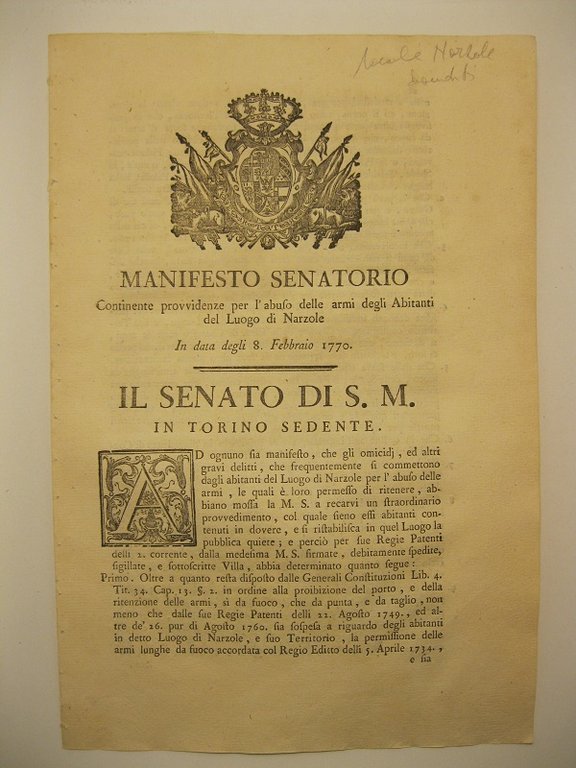 MANIFESTO SENATORIO
Continente provvidenze per l'abuſo delle armi degli Abitanti
del Luogo di Narzole
In data degli 8. Febbraio 1770.
IL SENATO DI S. M.
IN TORINO SEDENTE.
AD ognuno ſia manifeſto, che gli omicidj, ed altri
gravi delitti, che frequentemente ſi commettono
dagli abitanti del Luogo di Narzole per l'abuſo delle
armi, le quali è loro permeſſo di ritenere, ab-
biano moſſa la M. S. a recarvi un ſtraordinario
provvedimento, col quale ſieno eſſi abitanti con-
tenuti in dovere, e ſi riſtabiliſca in quel Luogo la
pubblica quiete; e perciò per ſue Regie Patenti
delli 2. corrente, dalla medeſima M. S. firmate, debitamente ſpedite,
ſigillate, e ſottoſcritte Villa, abbia determinato quanto ſegue:
Primo. Oltre a quanto reſta diſpoſto dalle Generali Conſtituzioni Lib. 4.
Tit. 34. Cap. 13. §. 2. in ordine alla proibizione del porto, e della
ritenzione delle armi, sì da fuoco, che da punta, e da taglio, non
meno che dalle ſue Regie Patenti delli 22. Agoſto 1749., ed al-
tre de' 26. pur di Agoſto 1760. ſia ſoſpeſa a riguardo degli abitanti
in detto Luogo di Narzole, e ſuo Territorio, la permiſſione delle
armi lunghe da fuoco accordata col Regio Editto delli 5. Aprile 1734.,
e ſia